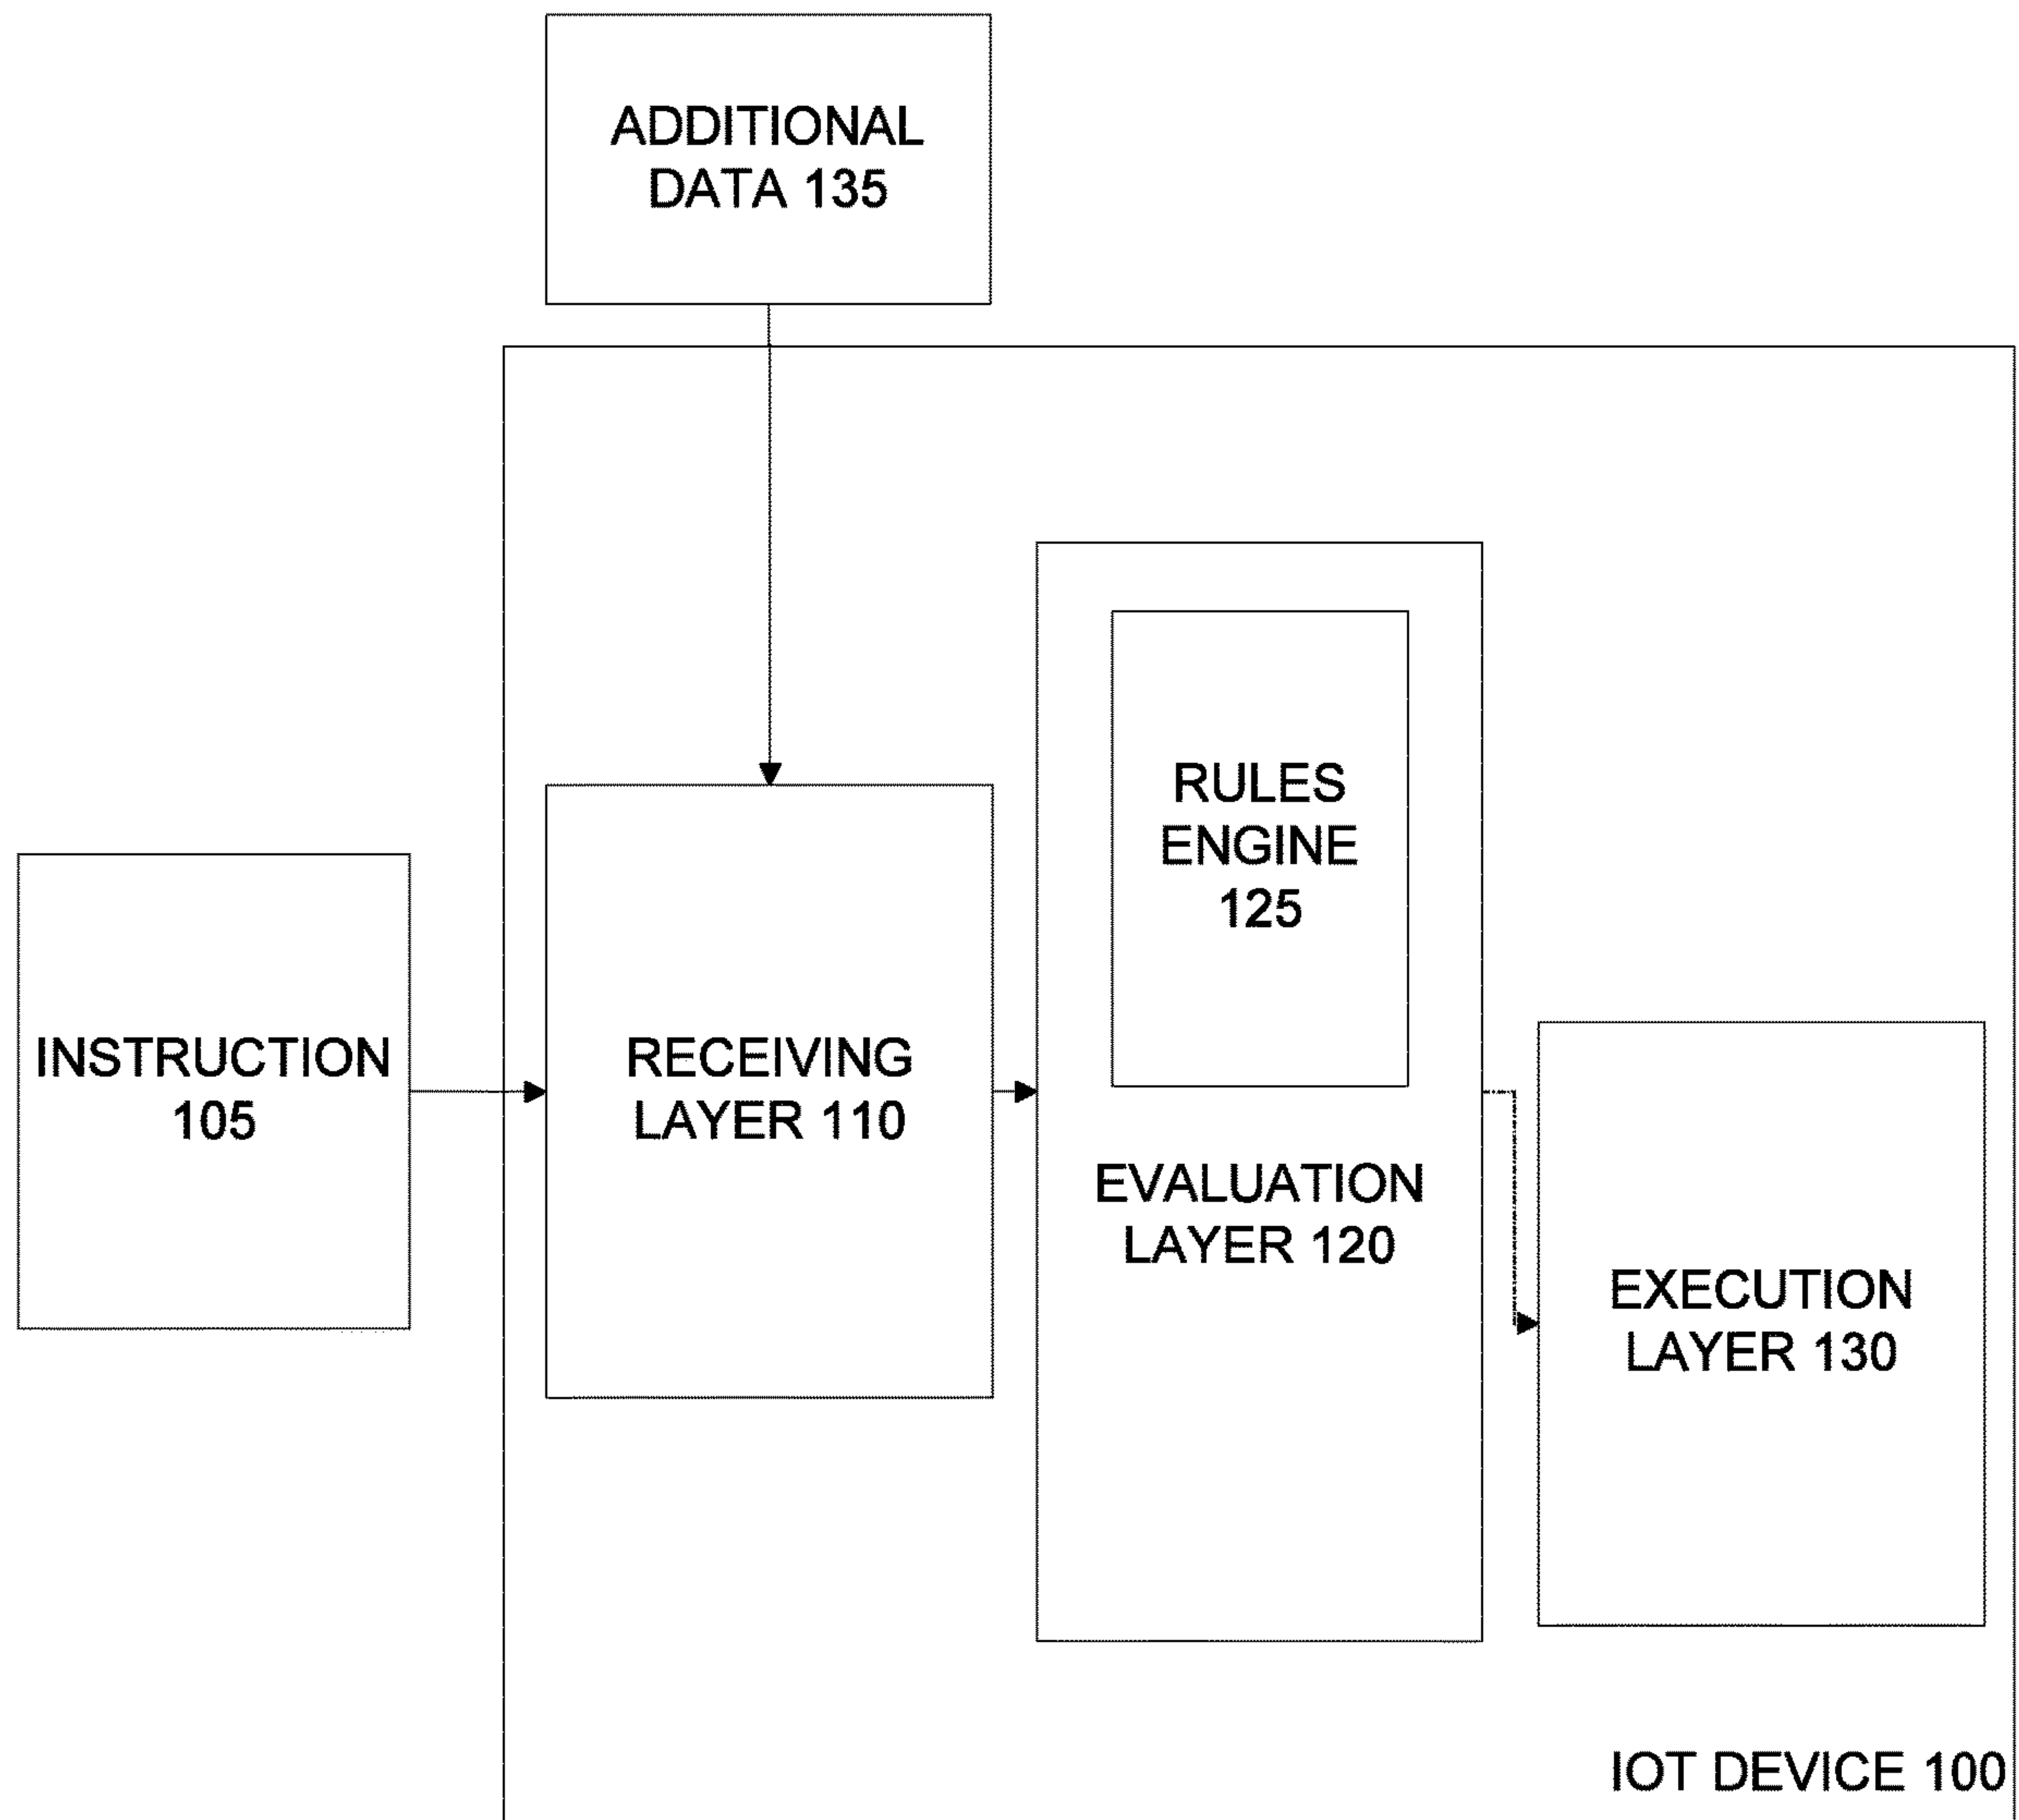 ADDITIONAL
DATA 135
RULES
ENGINE
125
INSTRUCTION
105
RECEIVING
LAYER 110
EVALUATION
LAYER 120
EXECUTION
LAYER 130
IOT DEVICE 100